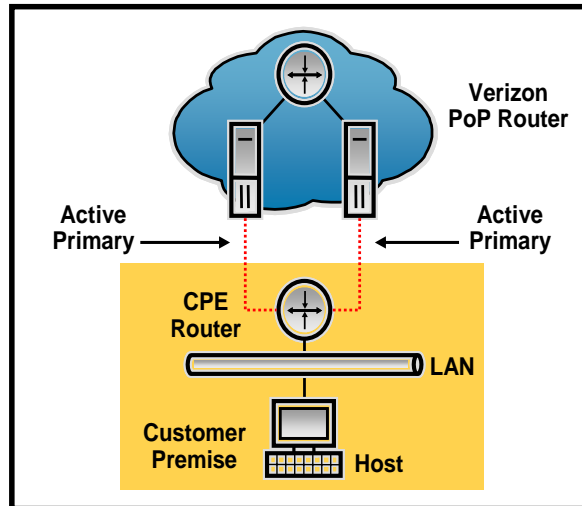 Verizon
PoP Router
Active
Primary
Active
Primary
CPE
Router
LAN
Customer
Premise
Host